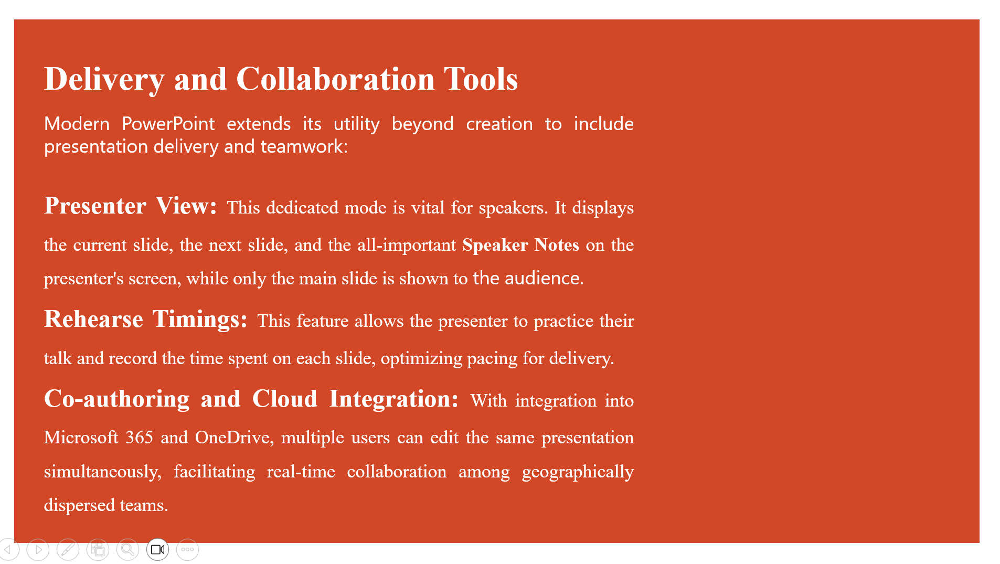 Delivery and Collaboration Tools
Modern PowerPoint extends its utility beyond creation to include
presentation delivery and teamwork:
Presenter View: This dedicated mode is vital for speakers. It displays
the current slide, the next slide, and the all-important Speaker Notes on the
presenter's screen, while only the main slide is shown to the audience.
Rehearse Timings: This feature allows the presenter to practice their
talk and record the time spent on each slide, optimizing pacing for delivery.
Co-authoring and Cloud Integration: With integration into
Microsoft 365 and OneDrive, multiple users can edit the same presentation
simultaneously, facilitating real-time collaboration among geographically
dispersed teams.